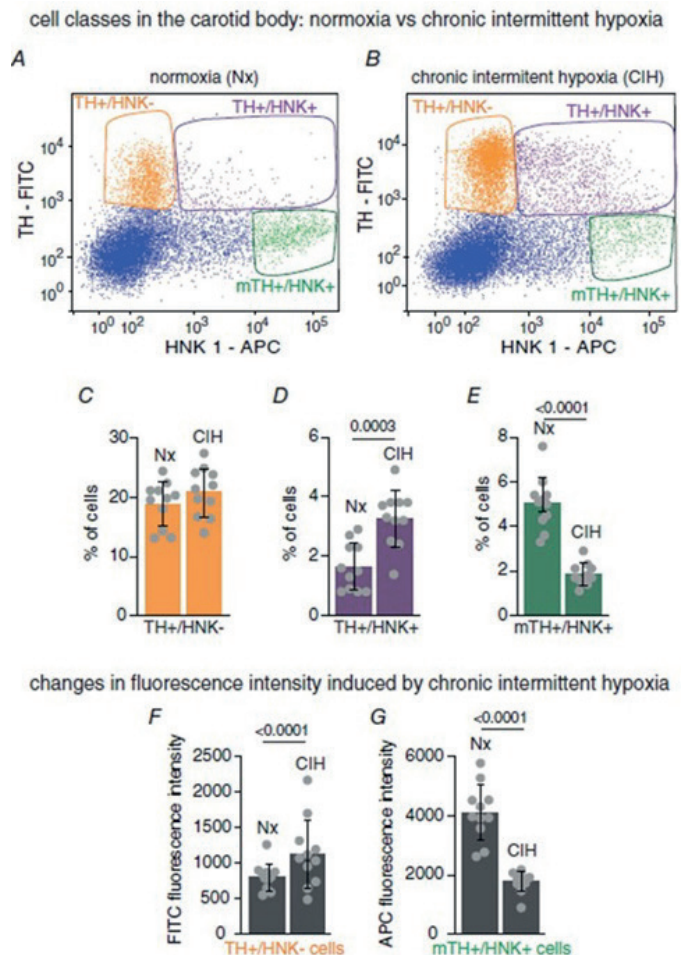 cell classes in the carotid body: normoxia vs chronic intermittent hypoxia
A
normoxia (Nx)
TH+/HNK-
TH+/HNK+
mTH+/HNK+
TH - FITC
10⁴
10³
10²
10⁰
10⁰ 10² 10³ 10⁴ 10⁵
HNK 1 - APC
B
chronic intermitent hypoxia (CIH)
TH+/HNK-
TH+/HNK+
mTH+/HNK+
TH - FITC
10⁴
10³
10²
10⁰
10⁰ 10² 10³ 10⁴ 10⁵
HNK 1 - APC
C
% of cells
30
20
10
0
Nx
CIH
TH+/HNK-
D
% of cells
6
4
2
0
0.0003
Nx
CIH
TH+/HNK+
E
% of cells
8
6
4
2
0
<0.0001
Nx
CIH
mTH+/HNK+
changes in fluorescence intensity induced by chronic intermittent hypoxia
F
FITC fluorescence intensity
2500
2000
1500
1000
500
0
<0.0001
Nx
CIH
TH+/HNK- cells
G
APC fluorescence intensity
6000
4000
2000
0
<0.0001
Nx
CIH
mTH+/HNK+ cells